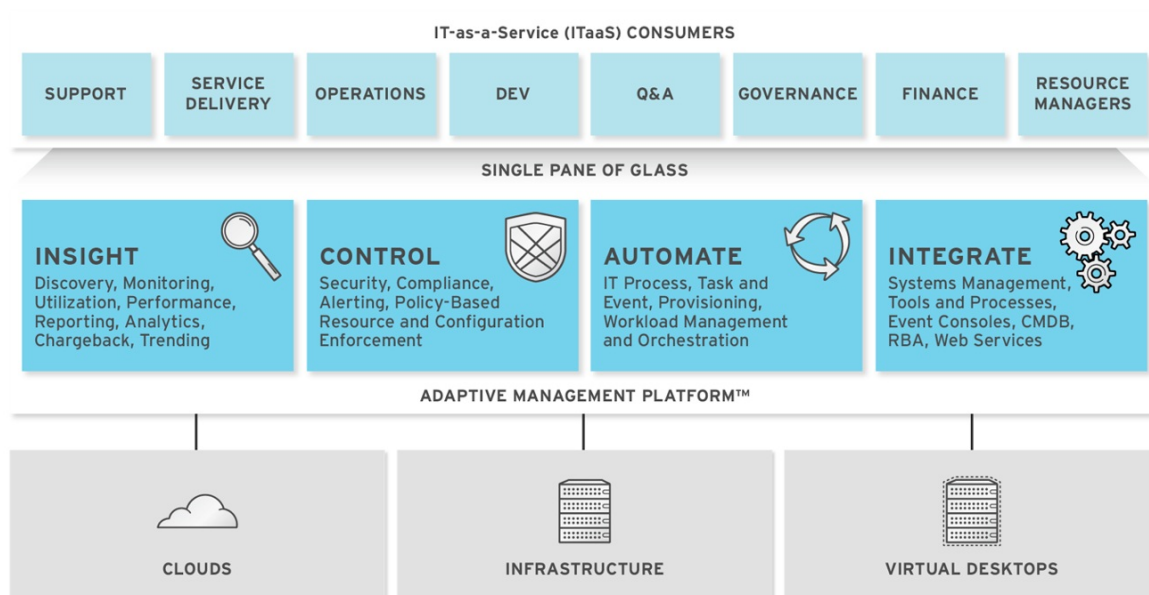 IT-as-a-Service (ITaaS) CONSUMERS
SUPPORT
SERVICE
DELIVERY
OPERATIONS
DEV
Q&A
GOVERNANCE
FINANCE
RESOURCE
MANAGERS
SINGLE PANE OF GLASS
INSIGHT
Discovery, Monitoring,
Utilization, Performance,
Reporting, Analytics,
Chargeback, Trending
CONTROL
Security, Compliance,
Alerting, Policy-Based
Resource and Configuration
Enforcement
AUTOMATE
IT Process, Task and
Event, Provisioning,
Workload Management
and Orchestration
INTEGRATE
Systems Management,
Tools and Processes,
Event Consoles, CMDB,
RBA, Web Services
ADAPTIVE MANAGEMENT PLATFORM™
CLOUDS
INFRASTRUCTURE
VIRTUAL DESKTOPS